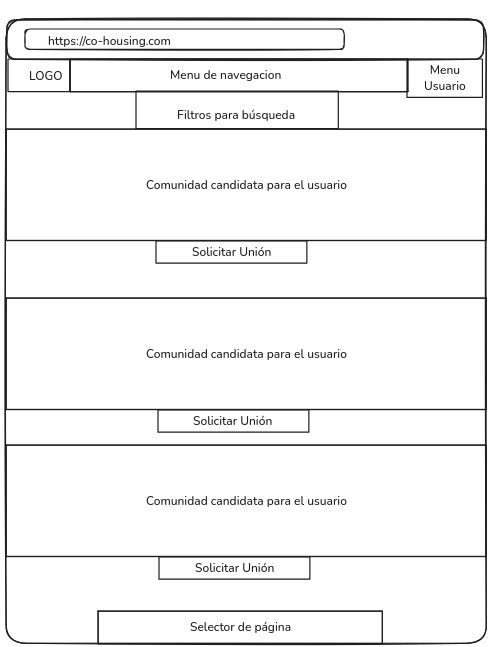 https://co-housing.com
LOGO
Menu de navegacion
Menu
Usuario
Filtros para búsqueda
Comunidad candidata para el usuario
Solicitar Unión
Comunidad candidata para el usuario
Solicitar Unión
Comunidad candidata para el usuario
Solicitar Unión
Selector de página